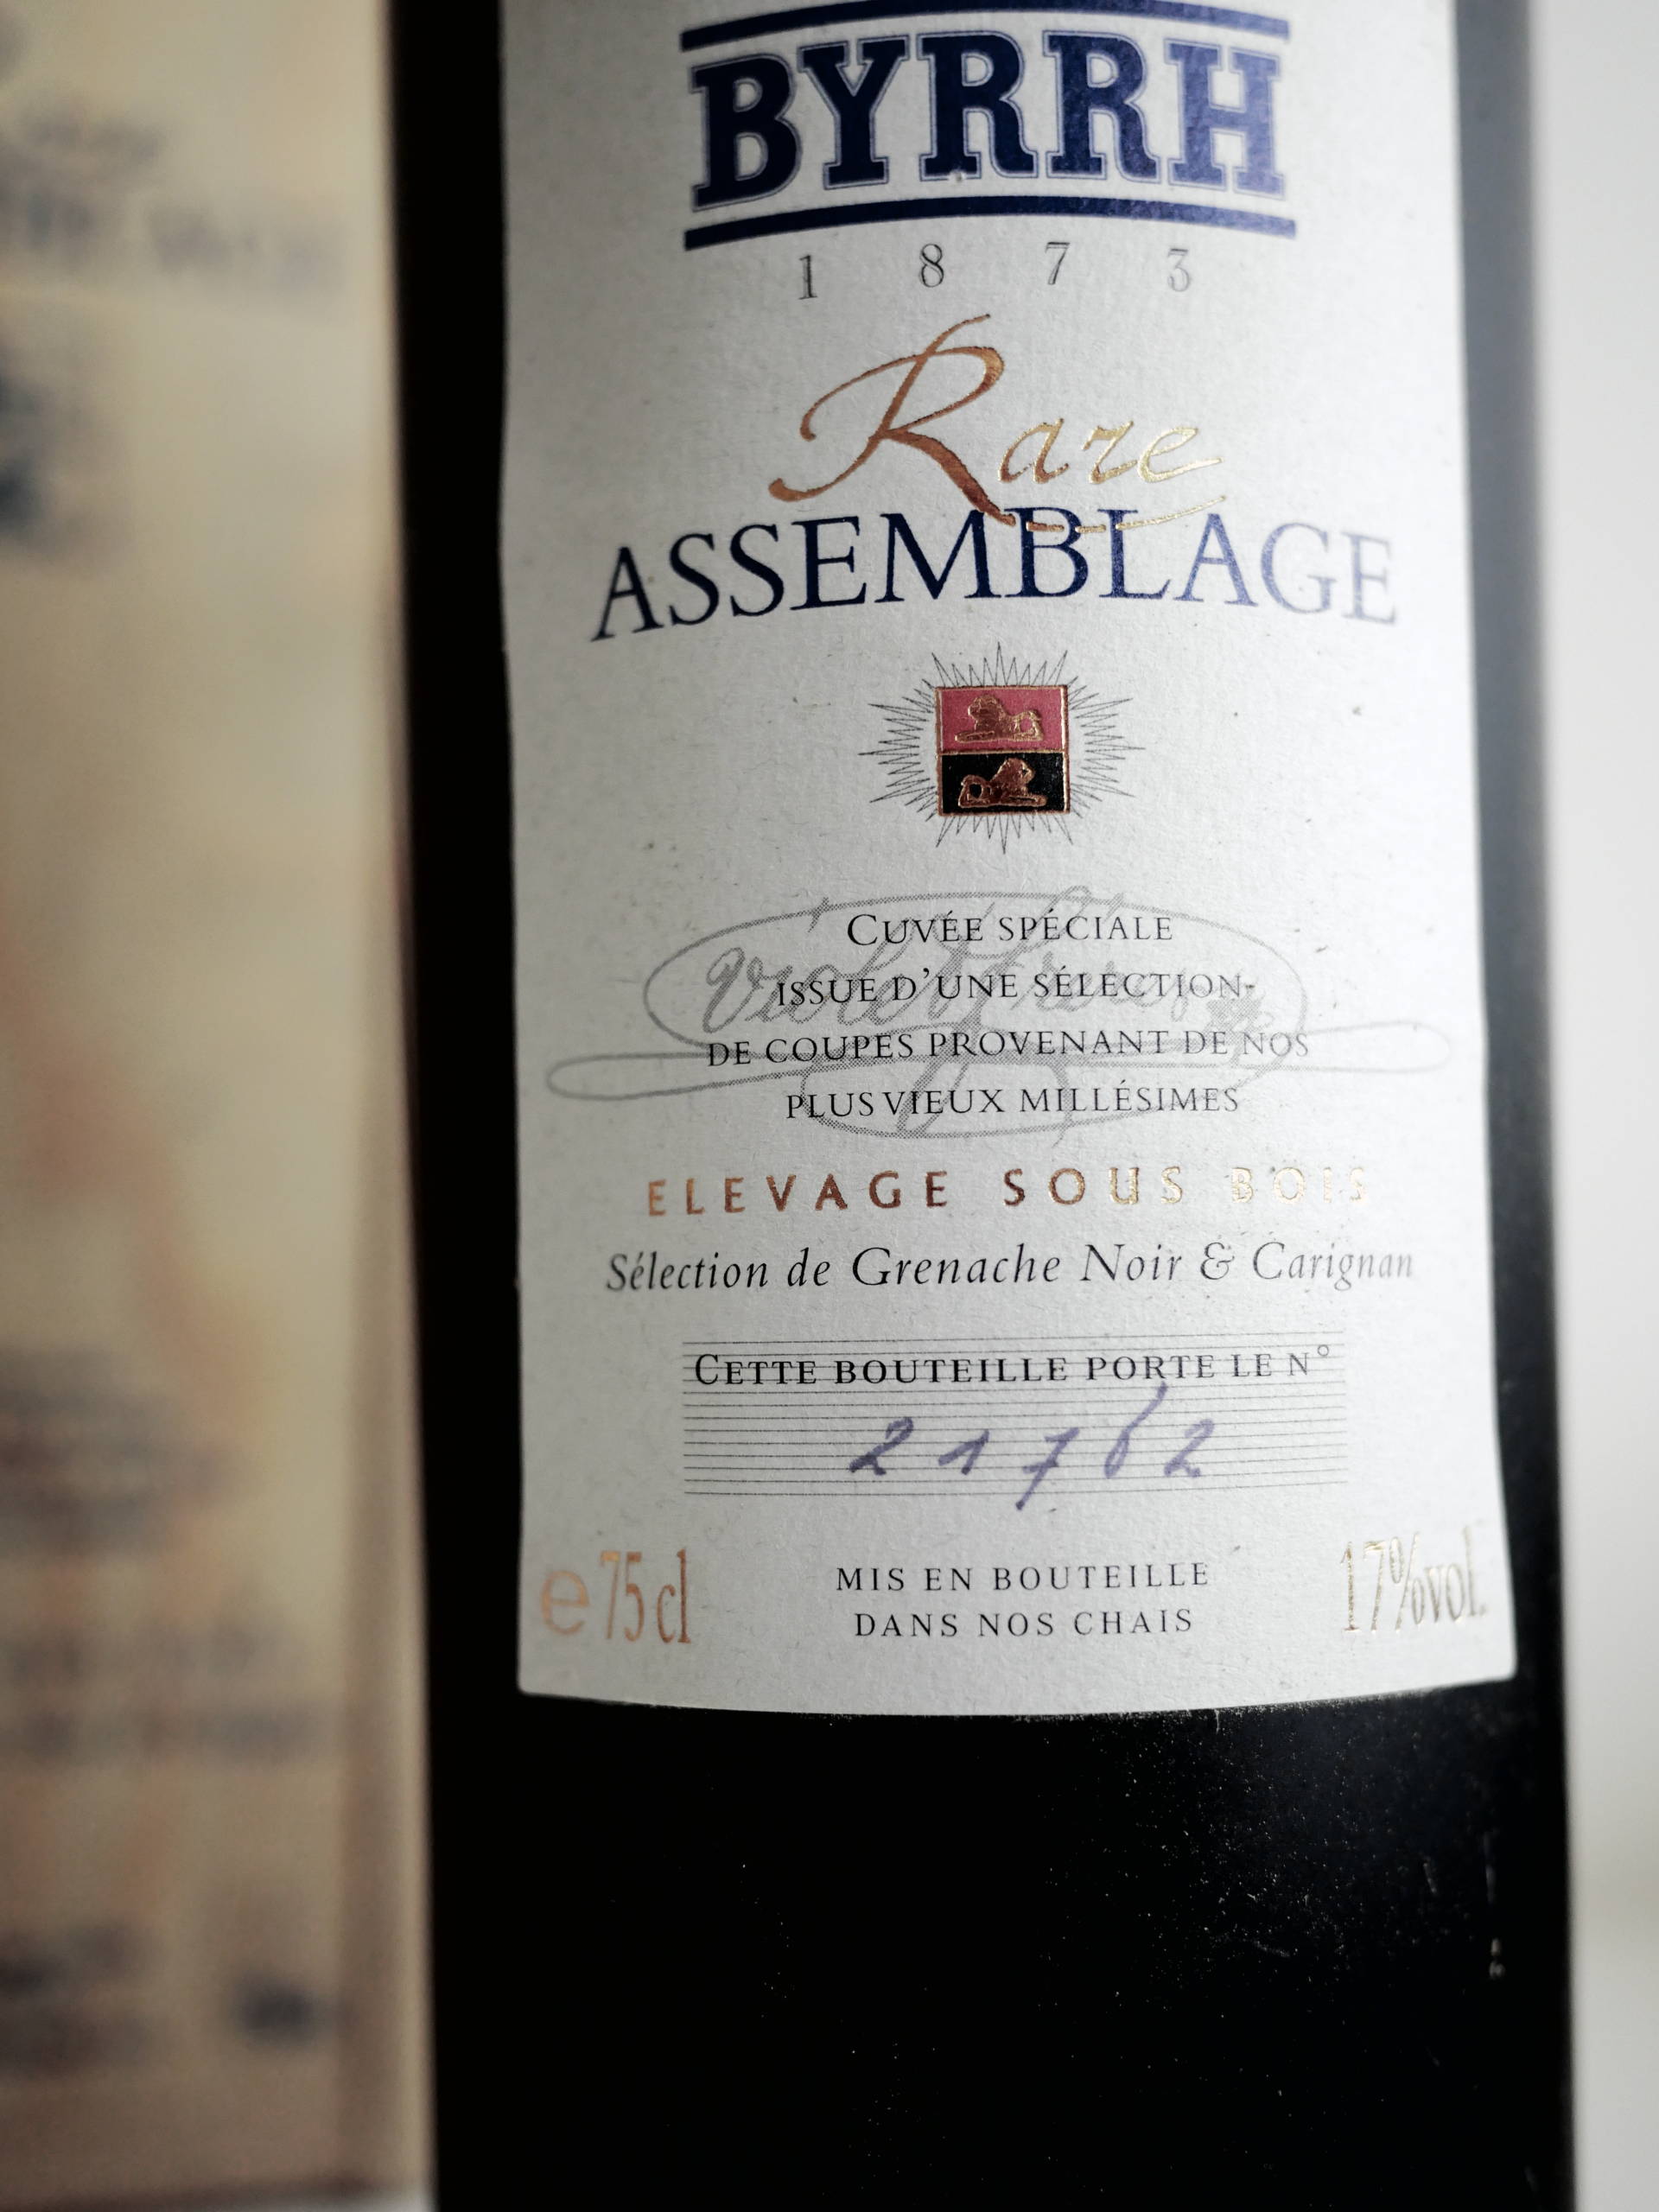 BYRRH
1873
Rare
ASSEMBLAGE
CUVÉE SPÉCIALE
ISSUE D'UNE SÉLECTION-
DE COUPES PROVENANT DE NOS
PLUS VIEUX MILLÉSIMES
Violet frères
ELEVAGE SOUS BOIS
Sélection de Grenache Noir & Carignan
CETTE BOUTEILLE PORTE LE N°
21762
e 75 cl
MIS EN BOUTEILLE
DANS NOS CHAIS
17%vol.